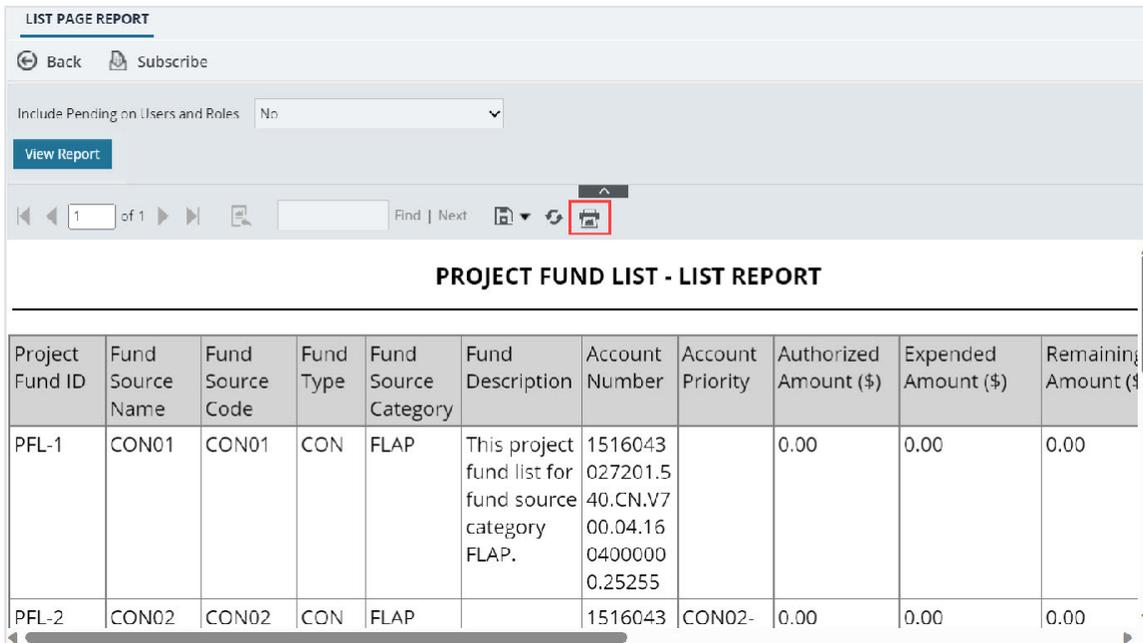 LIST PAGE REPORT
Back Subscribe
Include Pending on Users and Roles No
View Report
1 of 1 Find | Next
PROJECT FUND LIST - LIST REPORT
Project Fund Fund Fund Fund Fund Account Account Authorized Expended Remaining
Fund ID Source Source Type Source Description Number Priority Amount ($) Amount ($) Amount ($
Name Code Category
PFL-1 CON01 CON01 CON FLAP This project 1516043 0.00 0.00 0.00
fund list for 027201.5
fund source 40.CN.V7
category 00.04.16
FLAP. 0400000
0.25255
PFL-2 CON02 CON02 CON FLAP 1516043 CON02- 0.00 0.00 0.00